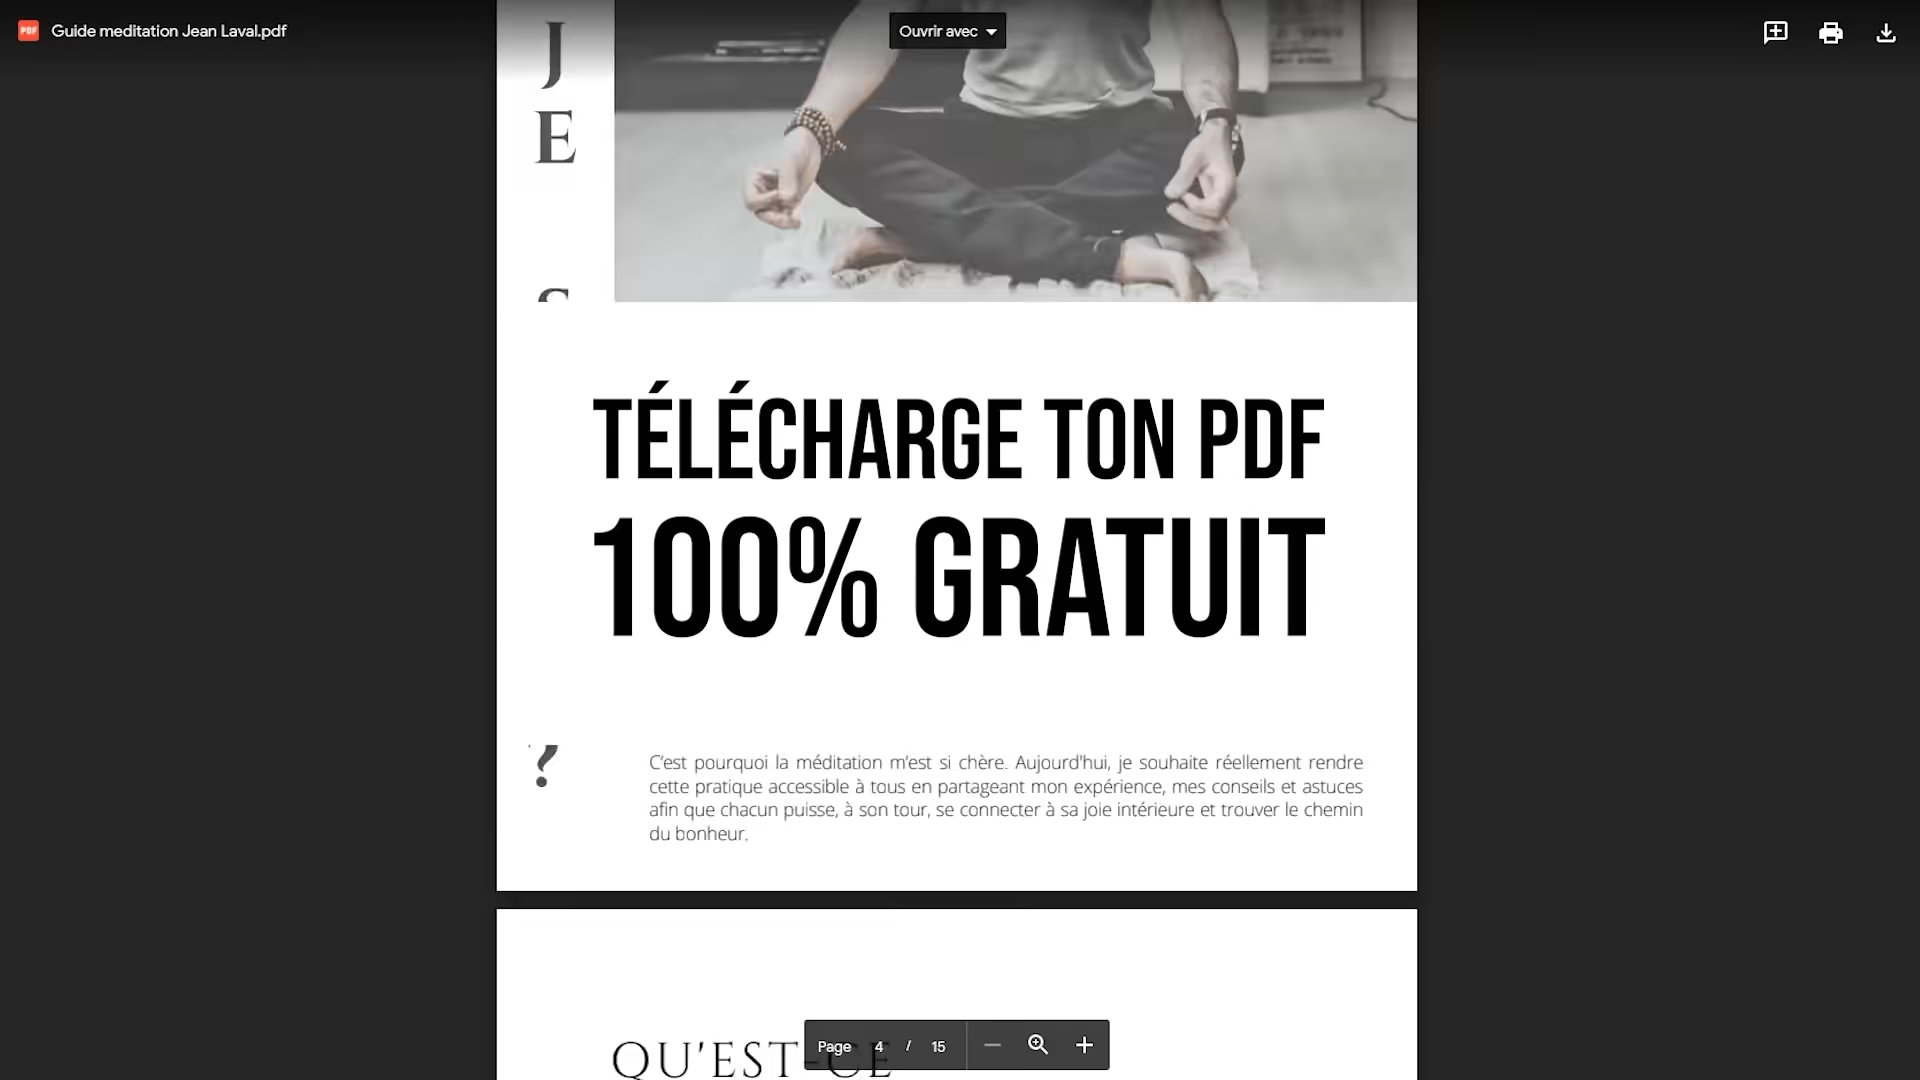 PDF Guide meditation Jean Laval.pdf
Ouvrir avec
J
E
S
TÉLÉCHARGE TON PDF
100% GRATUIT
?
C'est pourquoi la méditation m'est si chère. Aujourd'hui, je souhaite réellement rendre
cette pratique accessible à tous en partageant mon expérience, mes conseils et astuces
afin que chacun puisse, à son tour, se connecter à sa joie intérieure et trouver le chemin
du bonheur.
QU'EST-CE
Page 4 / 15